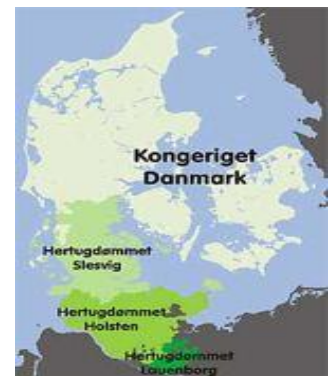 Kongeriget
Danmark
Hertugdømmet
Slesvig
Hertugdømmet
Holsten
Hertugdømmet
Lauenborg